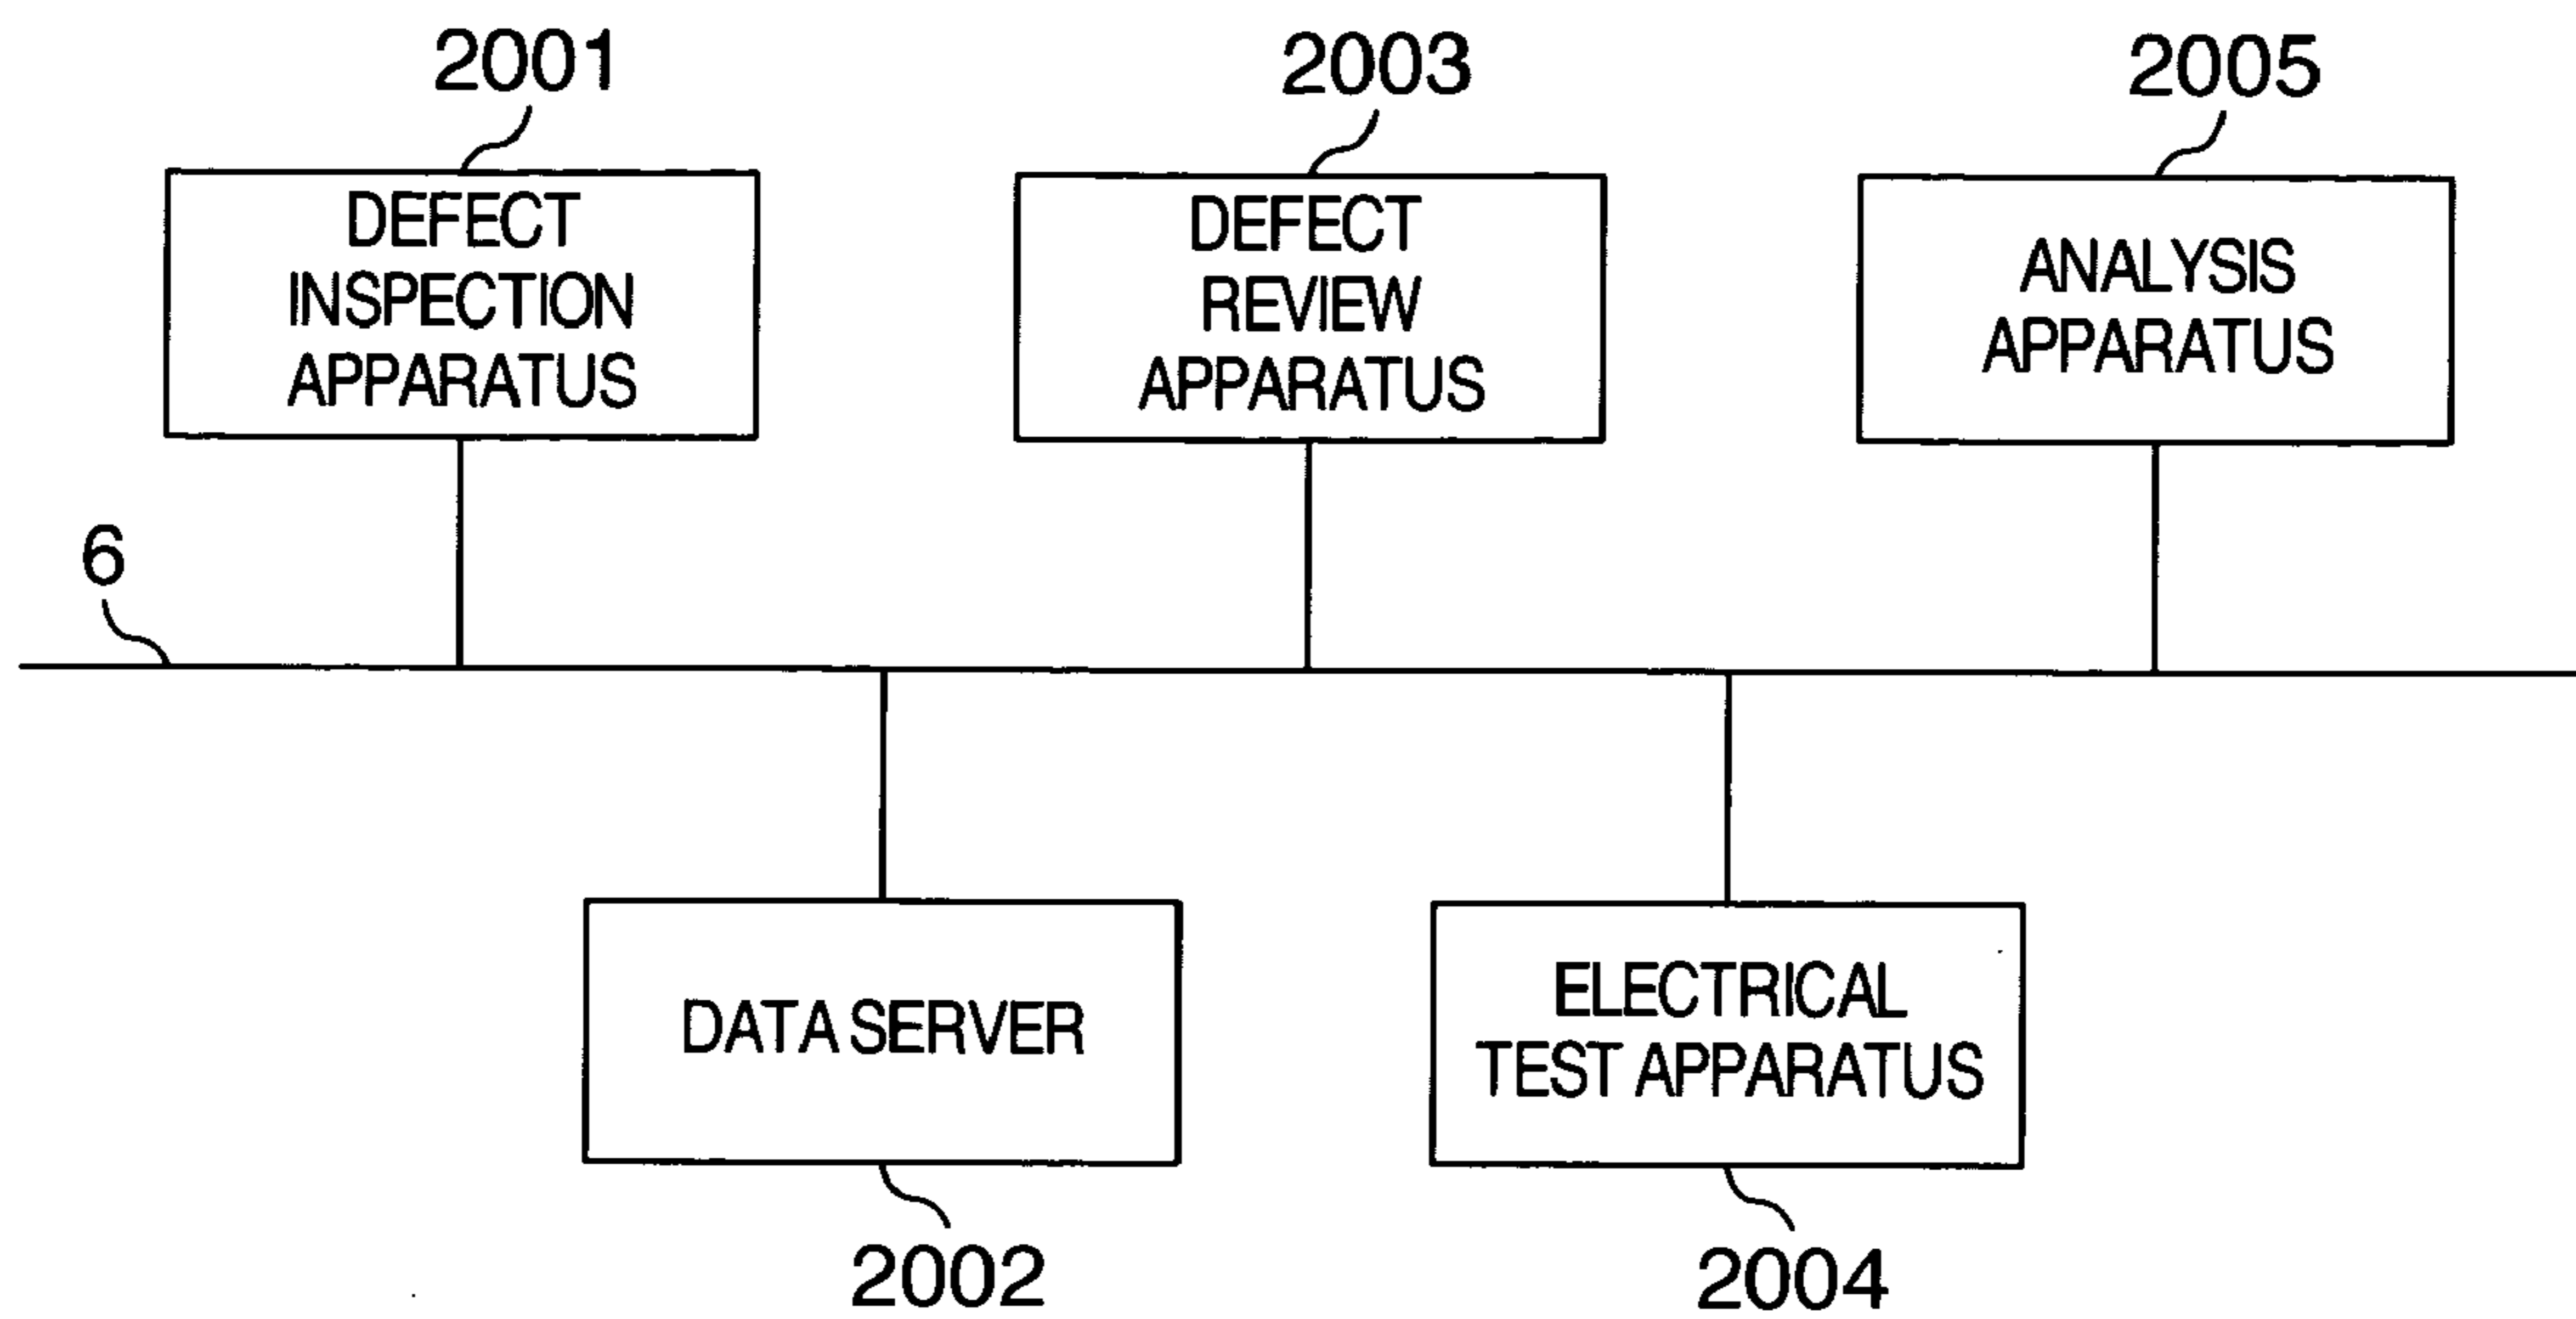 2001
2003
2005
DEFECT
INSPECTION
APPARATUS
DEFECT
REVIEW
APPARATUS
ANALYSIS
APPARATUS
6
DATA SERVER
ELECTRICAL
TEST APPARATUS
2002
2004